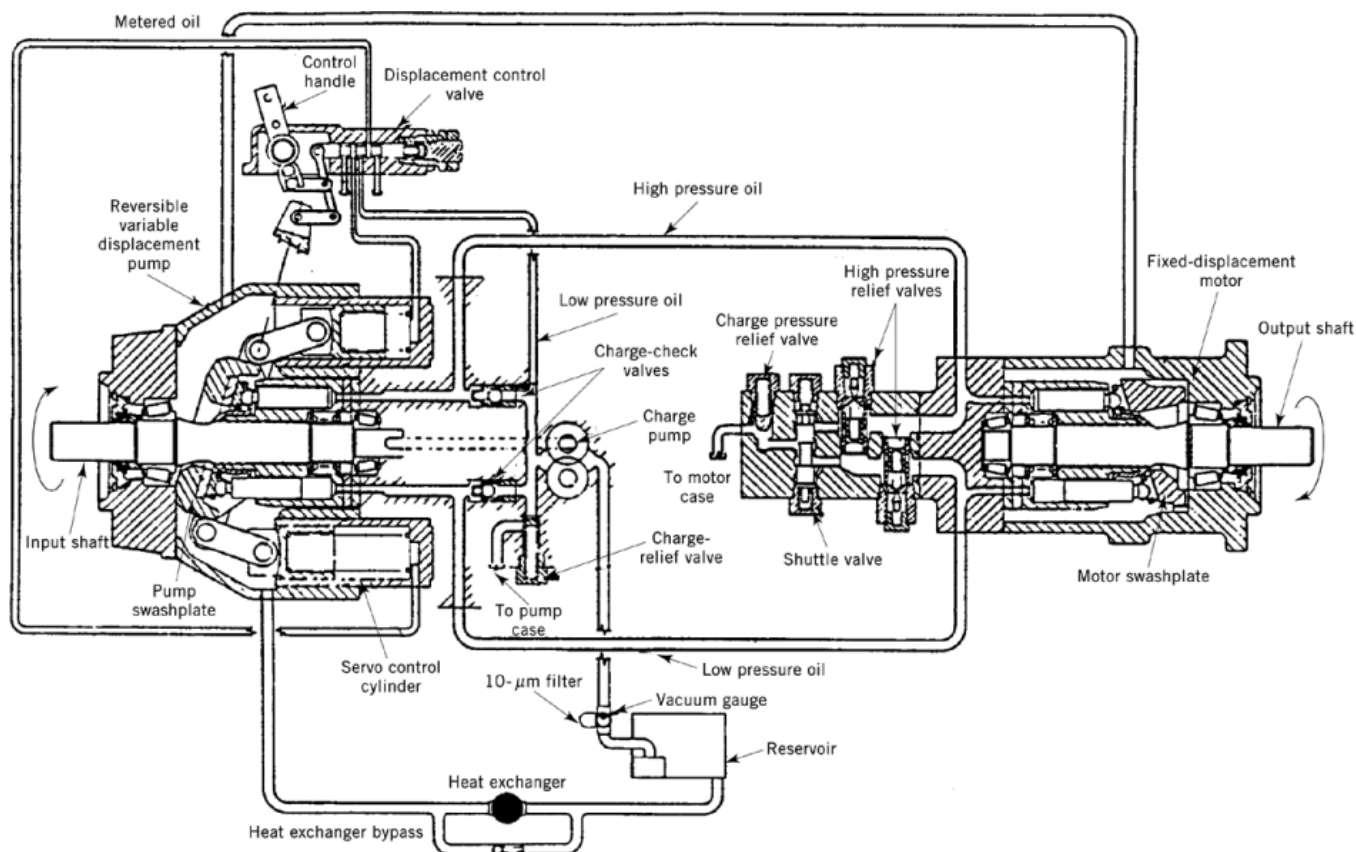 Metered oil
Control
handle
Displacement control
valve
High pressure oil
Reversible
variable
displacement
pump
High pressure
relief valves
Fixed-displacement
motor
Low pressure oil
Charge pressure
relief valve
Output shaft
Charge-check
valves
Charge
pump
To motor
case
Input shaft
Shuttle valve
Charge-
relief valve
Motor swashplate
Pump
swashplate
To pump
case
Servo control
cylinder
Low pressure oil
10-μm filter
Vacuum gauge
Reservoir
Heat exchanger
Heat exchanger bypass